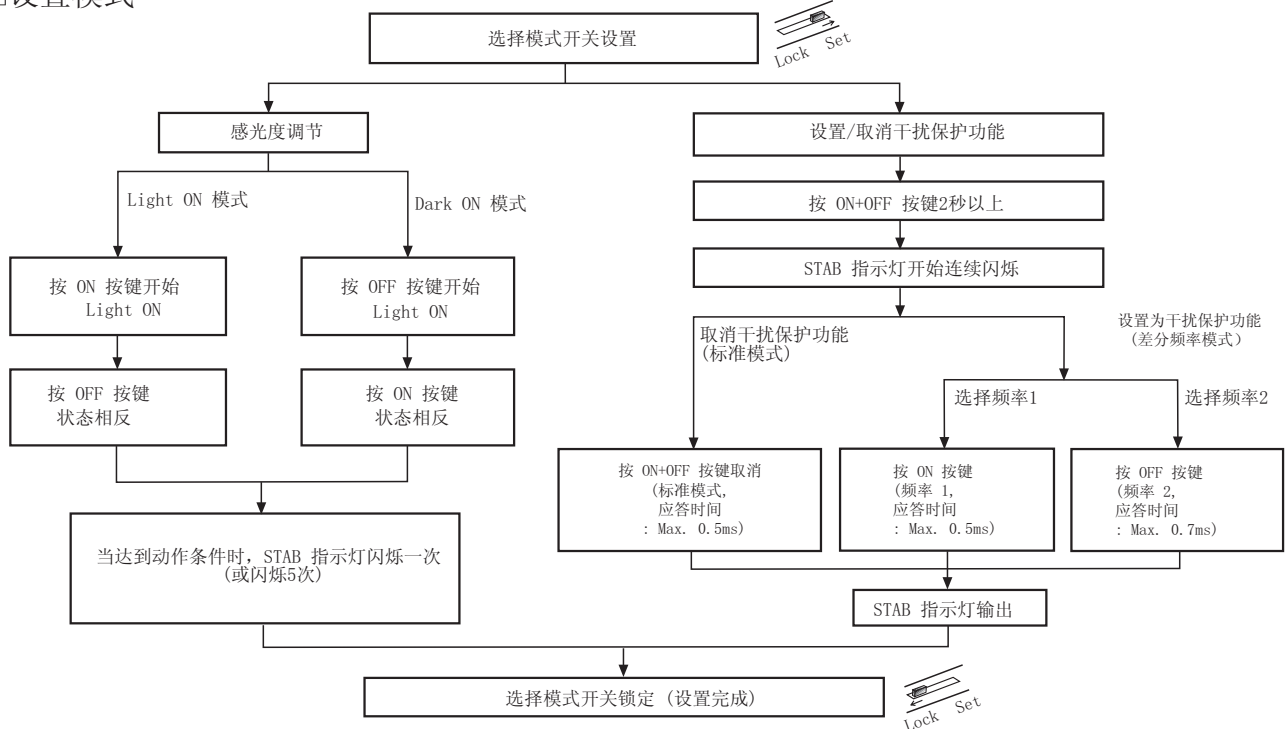 设置模式
选择模式开关设置
Lock Set
感光度调节
设置/取消干扰保护功能
Light ON 模式
Dark ON 模式
按 ON+OFF 按键2秒以上
按 ON 按键开始
Light ON
按 OFF 按键开始
Light ON
STAB 指示灯开始连续闪烁
取消干扰保护功能
(标准模式)
设置为干扰保护功能
(差分频率模式)
按 OFF 按键
状态相反
按 ON 按键
状态相反
选择频率1
选择频率2
按 ON+OFF 按键取消
(标准模式,
应答时间
: Max. 0.5ms)
按 ON 按键
(频率 1,
应答时间
: Max. 0.5ms)
按 OFF 按键
(频率 2,
应答时间
: Max. 0.7ms)
当达到动作条件时, STAB 指示灯闪烁一次
(或闪烁5次)
STAB 指示灯输出
选择模式开关锁定 (设置完成)
Lock Set